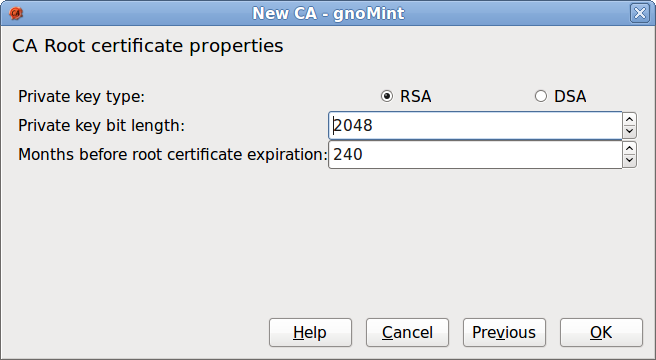 New CA - gnoMint
CA Root certificate properties
Private key type: RSA DSA
Private key bit length: 2048
Months before root certificate expiration: 240
Help Cancel Previous OK